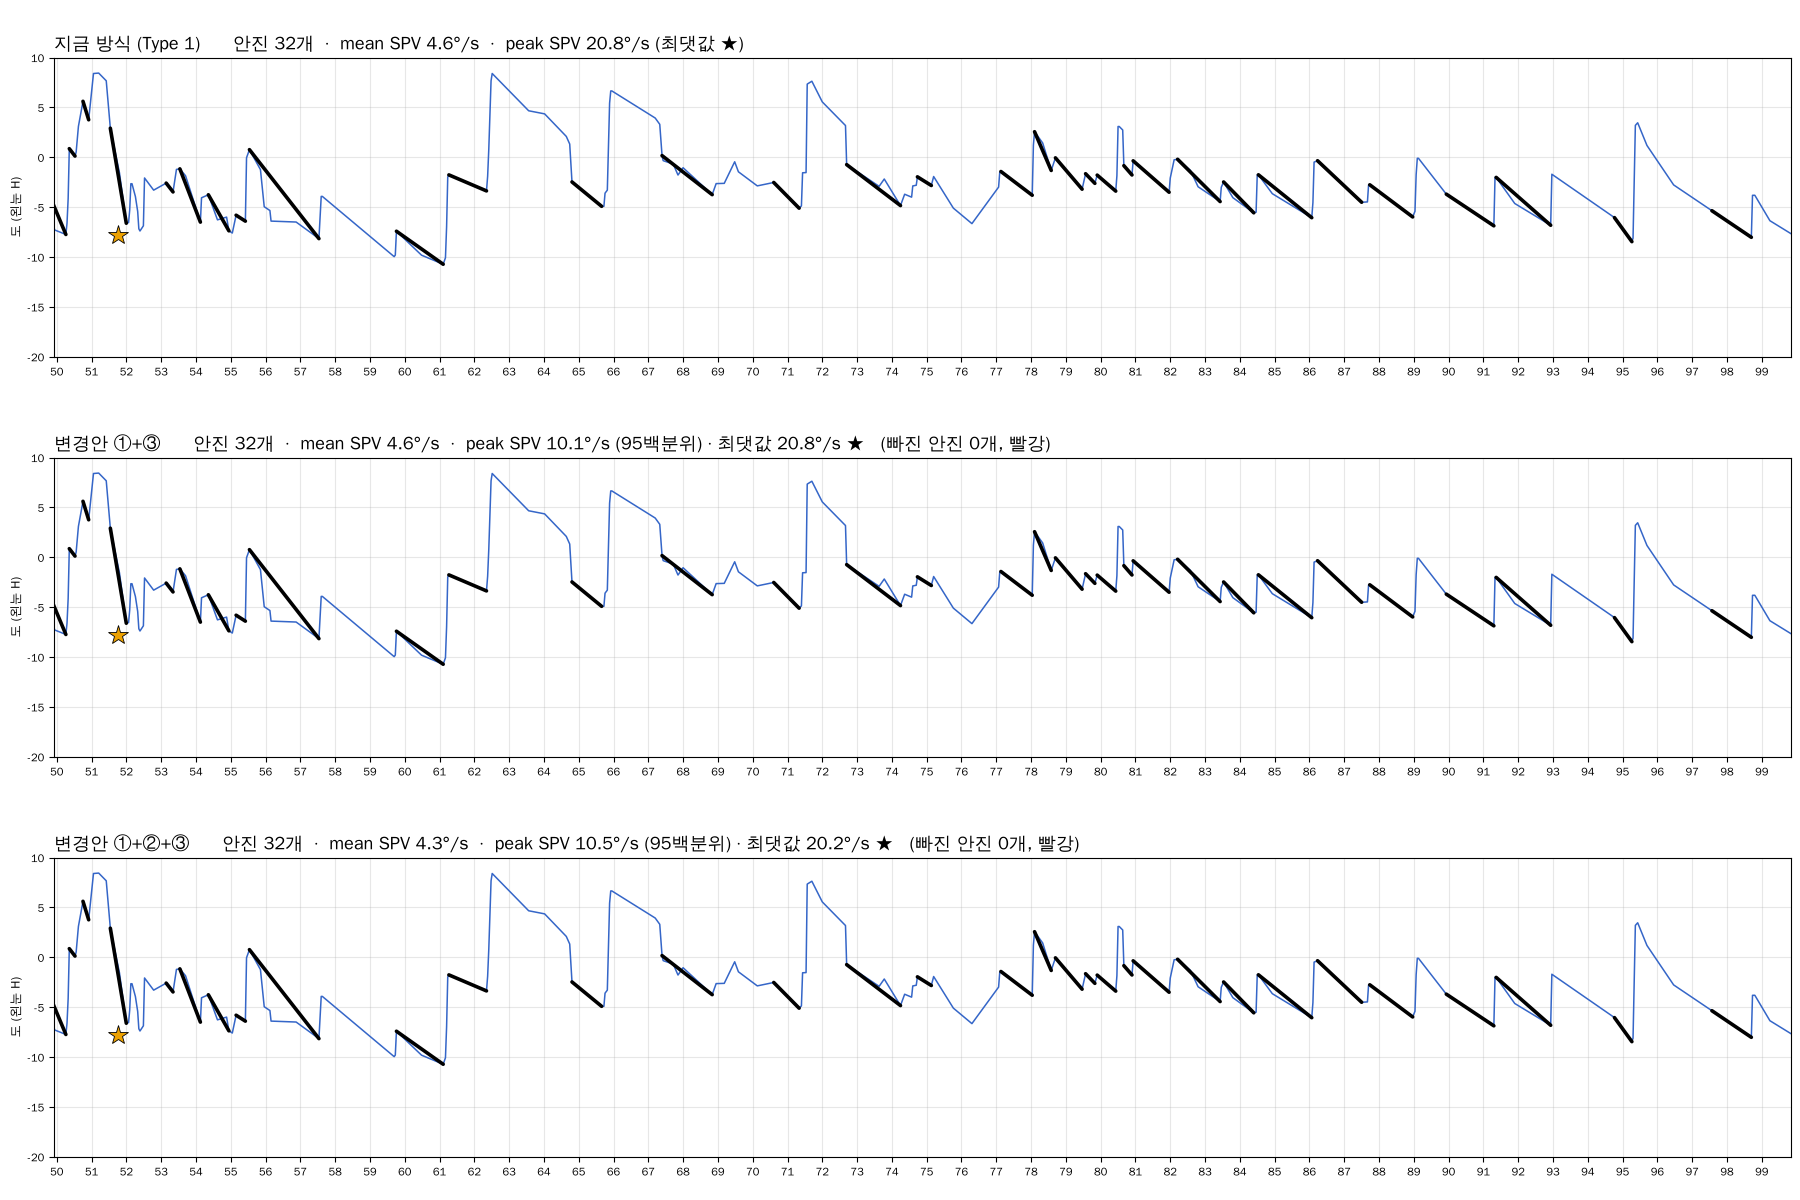 지금 방식 (Type 1) 안진 32개 · mean SPV 4.6°/s · peak SPV 20.8°/s (최댓값 ★)
10
5
0
-5
-10
-15
-20
도 (왼눈 H)
50 51 52 53 54 55 56 57 58 59 60 61 62 63 64 65 66 67 68 69 70 71 72 73 74 75 76 77 78 79 80 81 82 83 84 85 86 87 88 89 90 91 92 93 94 95 96 97 98 99
변경안 ①+③ 안진 32개 · mean SPV 4.6°/s · peak SPV 10.1°/s (95백분위) · 최댓값 20.8°/s ★ (빠진 안진 0개, 빨강)
10
5
0
-5
-10
-15
-20
도 (왼눈 H)
50 51 52 53 54 55 56 57 58 59 60 61 62 63 64 65 66 67 68 69 70 71 72 73 74 75 76 77 78 79 80 81 82 83 84 85 86 87 88 89 90 91 92 93 94 95 96 97 98 99
변경안 ①+②+③ 안진 32개 · mean SPV 4.3°/s · peak SPV 10.5°/s (95백분위) · 최댓값 20.2°/s ★ (빠진 안진 0개, 빨강)
10
5
0
-5
-10
-15
-20
도 (왼눈 H)
50 51 52 53 54 55 56 57 58 59 60 61 62 63 64 65 66 67 68 69 70 71 72 73 74 75 76 77 78 79 80 81 82 83 84 85 86 87 88 89 90 91 92 93 94 95 96 97 98 99